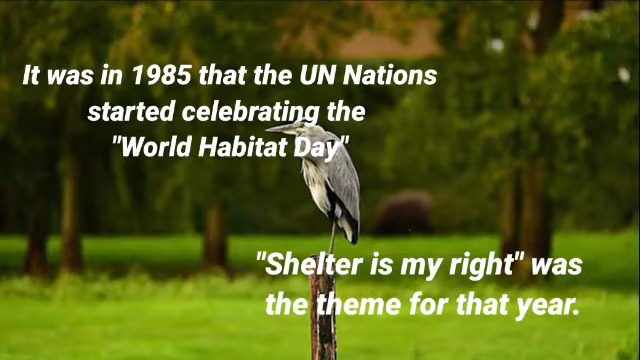 It was in 1985 that the UN Nations
started celebrating the
"World Habitat Day"
"Shelter is my right" was
the theme for that year.